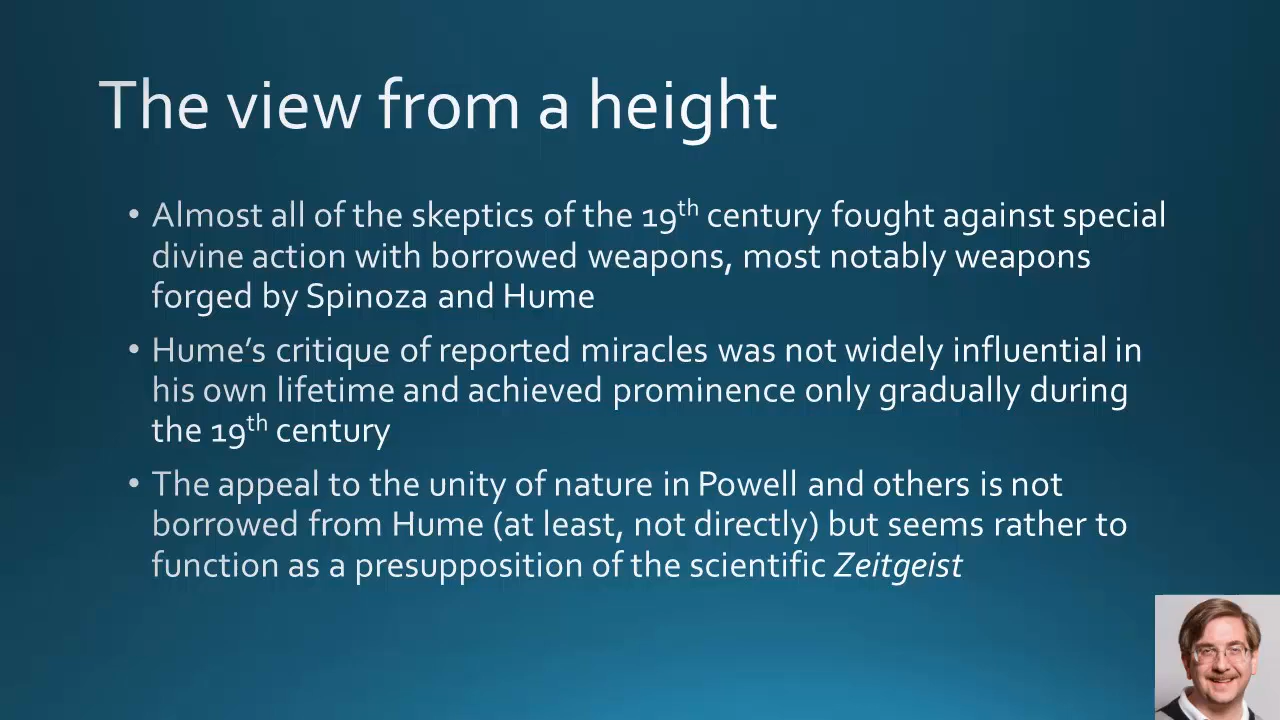 The view from a height
• Almost all of the skeptics of the 19th century fought against special
divine action with borrowed weapons, most notably weapons
forged by Spinoza and Hume
• Hume’s critique of reported miracles was not widely influential in
his own lifetime and achieved prominence only gradually during
the 19th century
• The appeal to the unity of nature in Powell and others is not
borrowed from Hume (at least, not directly) but seems rather to
function as a presupposition of the scientific Zeitgeist